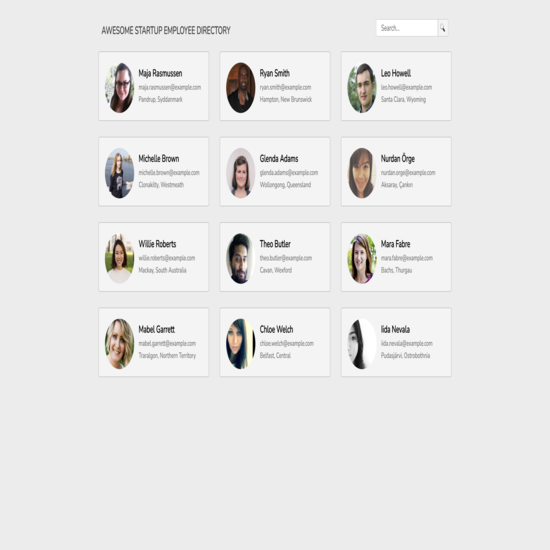 AWESOME STARTUP EMPLOYEE DIRECTORY
Search...
Maja Rasmussen
maja.rasmussen@example.com
Pandrup, Syddanmark
Ryan Smith
ryan.smith@example.com
Hampton, New Brunswick
Leo Howell
leo.howell@example.com
Santa Clara, Wyoming
Michelle Brown
michelle.brown@example.com
Clonakilty, Westmeath
Glenda Adams
glenda.adams@example.com
Wollongong, Queensland
Nurdan Örge
nurdan.orge@example.com
Aksaray, Çankırı
Willie Roberts
willie.roberts@example.com
Mackay, South Australia
Theo Butler
theo.butler@example.com
Cavan, Wexford
Mara Fabre
mara.fabre@example.com
Bachs, Thurgau
Mabel Garrett
mabel.garrett@example.com
Traralgon, Northern Territory
Chloe Welch
chloe.welch@example.com
Belfast, Central
Iida Nevala
iida.nevala@example.com
Pudasjärvi, Ostrobothnia